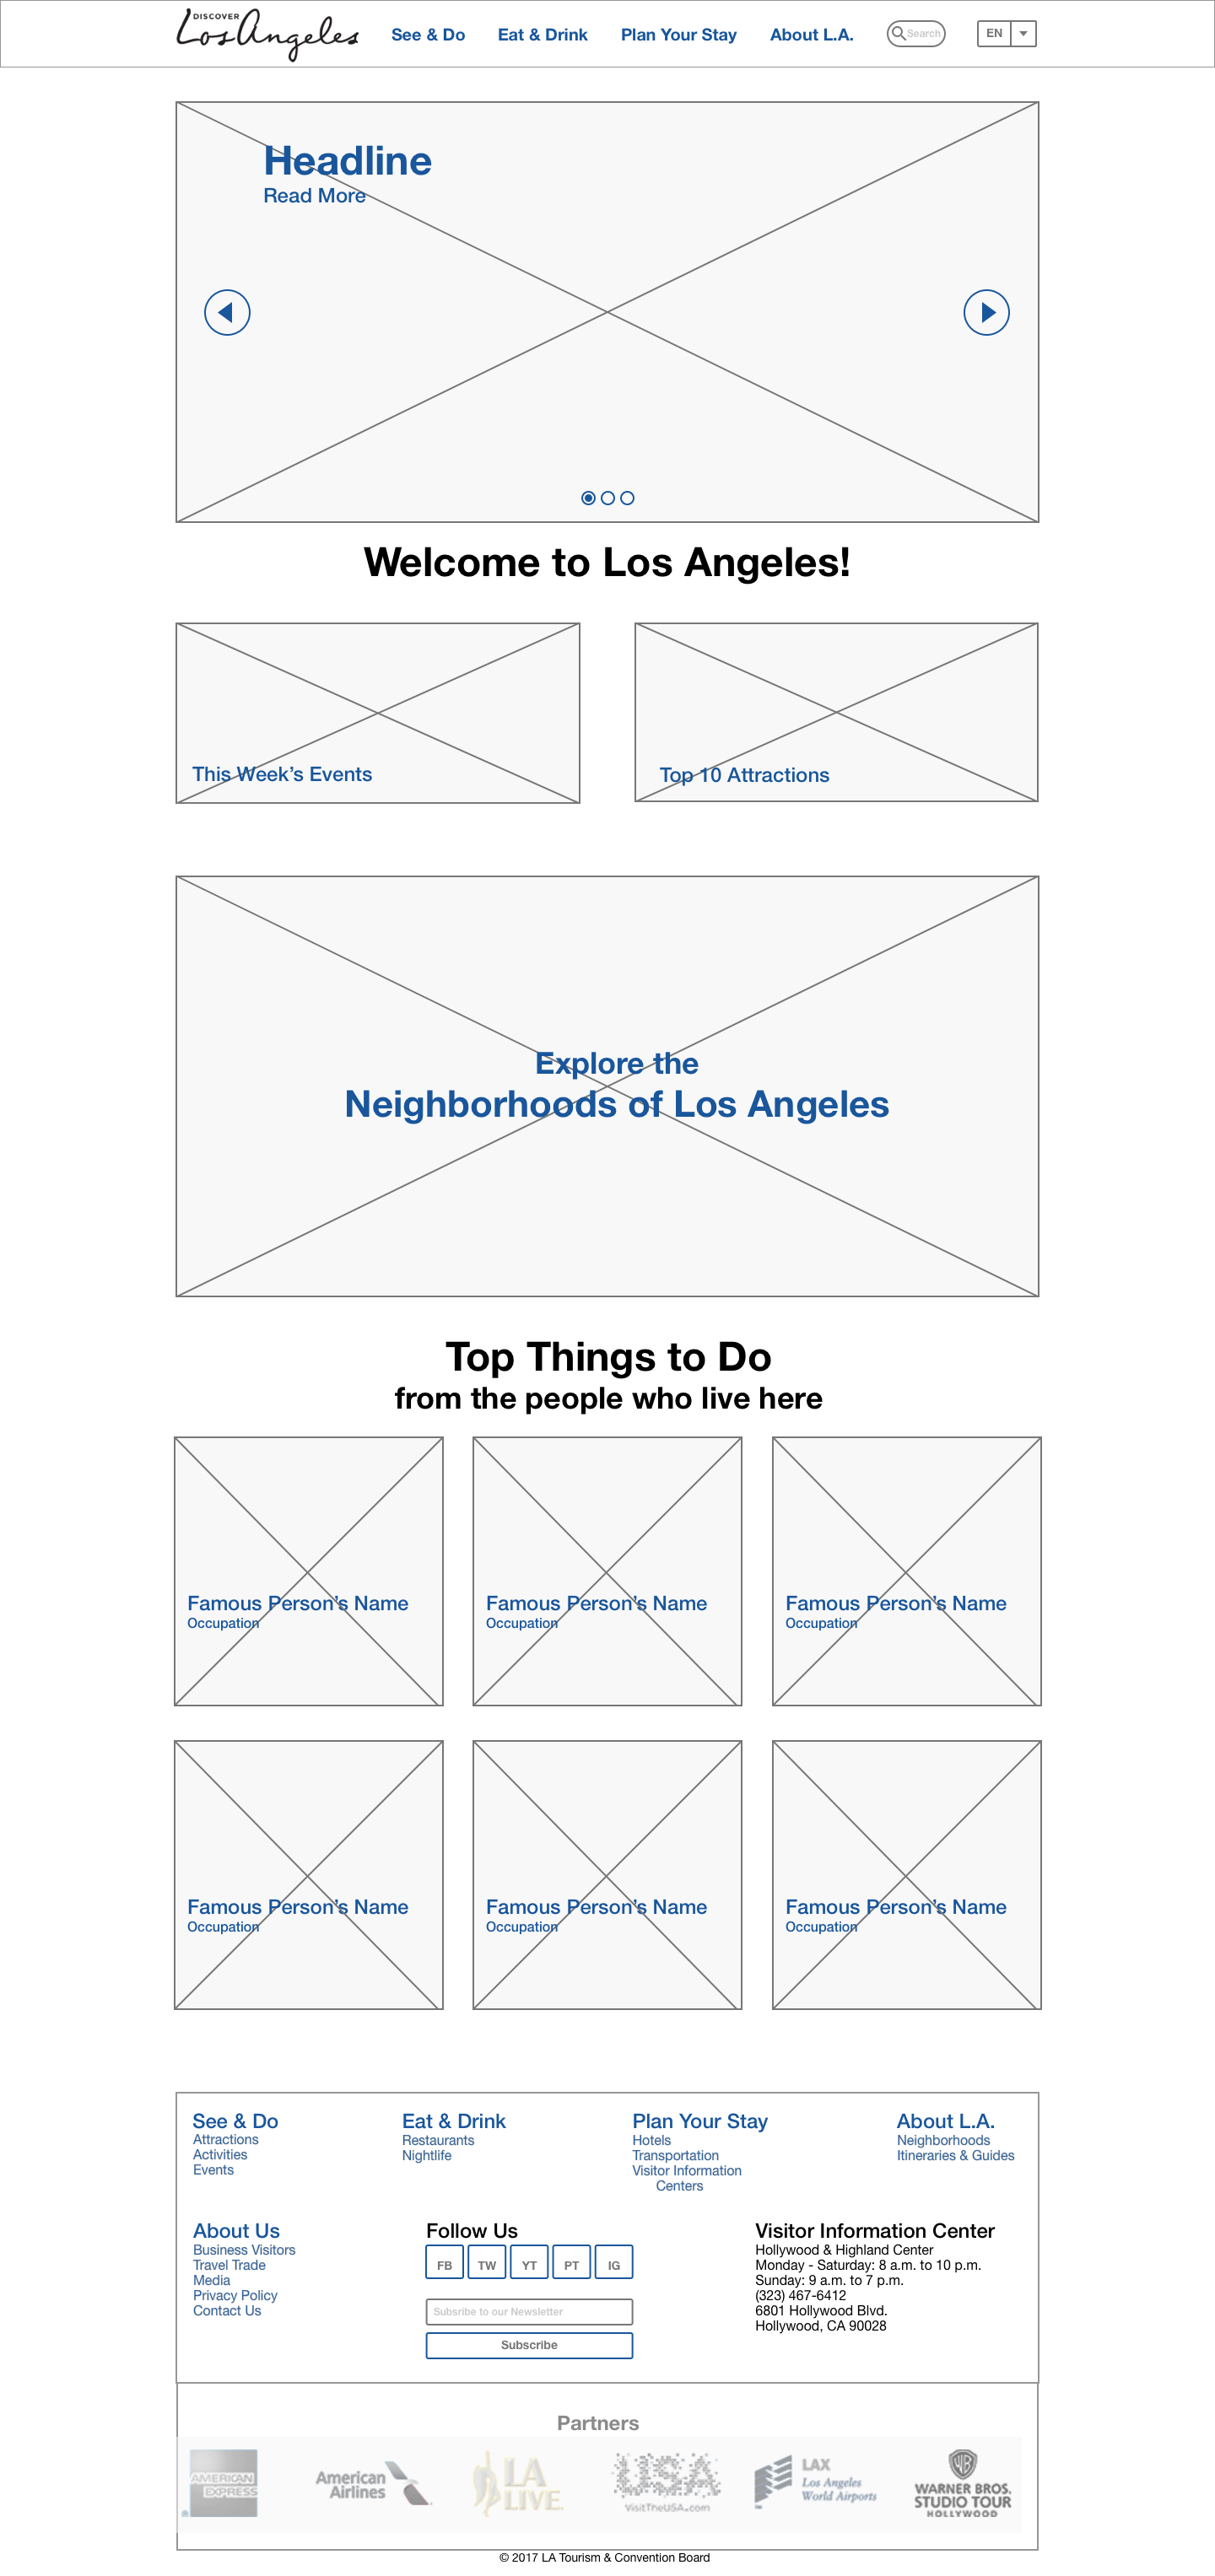 DISCOVER
Los Angeles
See & Do
Eat & Drink
Plan Your Stay
About L.A.
Search
EN
Headline
Read More
Welcome to Los Angeles!
This Week’s Events
Top 10 Attractions
Explore the
Neighborhoods of Los Angeles
Top Things to Do
from the people who live here
Famous Person’s Name
Occupation
Famous Person’s Name
Occupation
Famous Person’s Name
Occupation
Famous Person’s Name
Occupation
Famous Person’s Name
Occupation
Famous Person’s Name
Occupation
See & Do
Attractions
Activities
Events
Eat & Drink
Restaurants
Nightlife
Plan Your Stay
Hotels
Transportation
Visitor Information
Centers
About L.A.
Neighborhoods
Itineraries & Guides
About Us
Business Visitors
Travel Trade
Media
Privacy Policy
Contact Us
Follow Us
FB
TW
YT
PT
IG
Subsribe to our Newsletter
Subscribe
Visitor Information Center
Hollywood & Highland Center
Monday - Saturday: 8 a.m. to 10 p.m.
Sunday: 9 a.m. to 7 p.m.
(323) 467-6412
6801 Hollywood Blvd.
Hollywood, CA 90028
Partners
AMERICAN
EXPRESS
®
American
Airlines
LA
LIVE
USA
VisitTheUSA.com
LAX
Los Angeles
World Airports
WB
WARNER BROS.
STUDIO TOUR
HOLLYWOOD
© 2017 LA Tourism & Convention Board